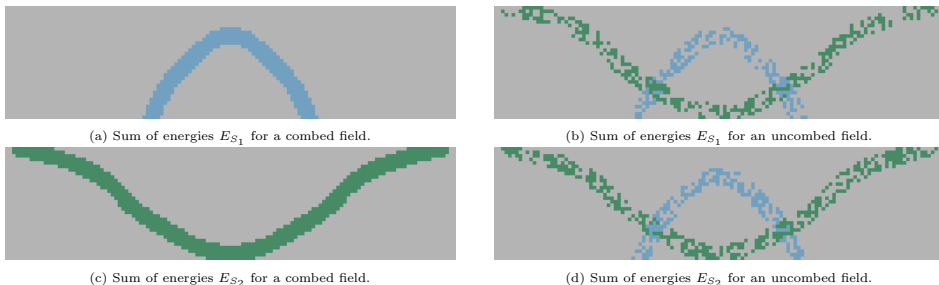 (a) Sum of energies E_{S_1} for a combed field.
(b) Sum of energies E_{S_1} for an uncombed field.
(c) Sum of energies E_{S_2} for a combed field.
(d) Sum of energies E_{S_2} for an uncombed field.